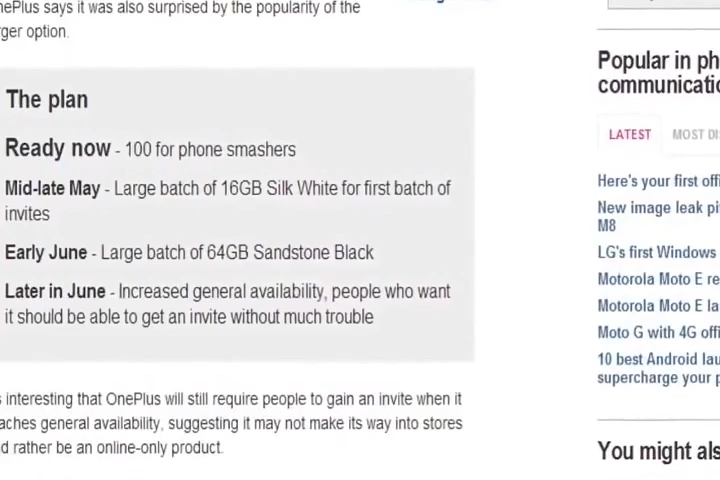 OnePlus says it was also surprised by the popularity of the
larger option.
The plan
Ready now - 100 for phone smashers
Mid-late May - Large batch of 16GB Silk White for first batch of
invites
Early June - Large batch of 64GB Sandstone Black
Later in June - Increased general availability, people who want
it should be able to get an invite without much trouble
interesting that OnePlus will still require people to gain an invite when it
general availability, suggesting it may not make its way into stores
rather be an online-only product.
Popular in
LATEST
MOST
Here's your first
New image leak
M8
LG's first Windows
Motorola Moto E
Motorola Moto E
Moto G with 4G
10 best Android
supercharge your
You might